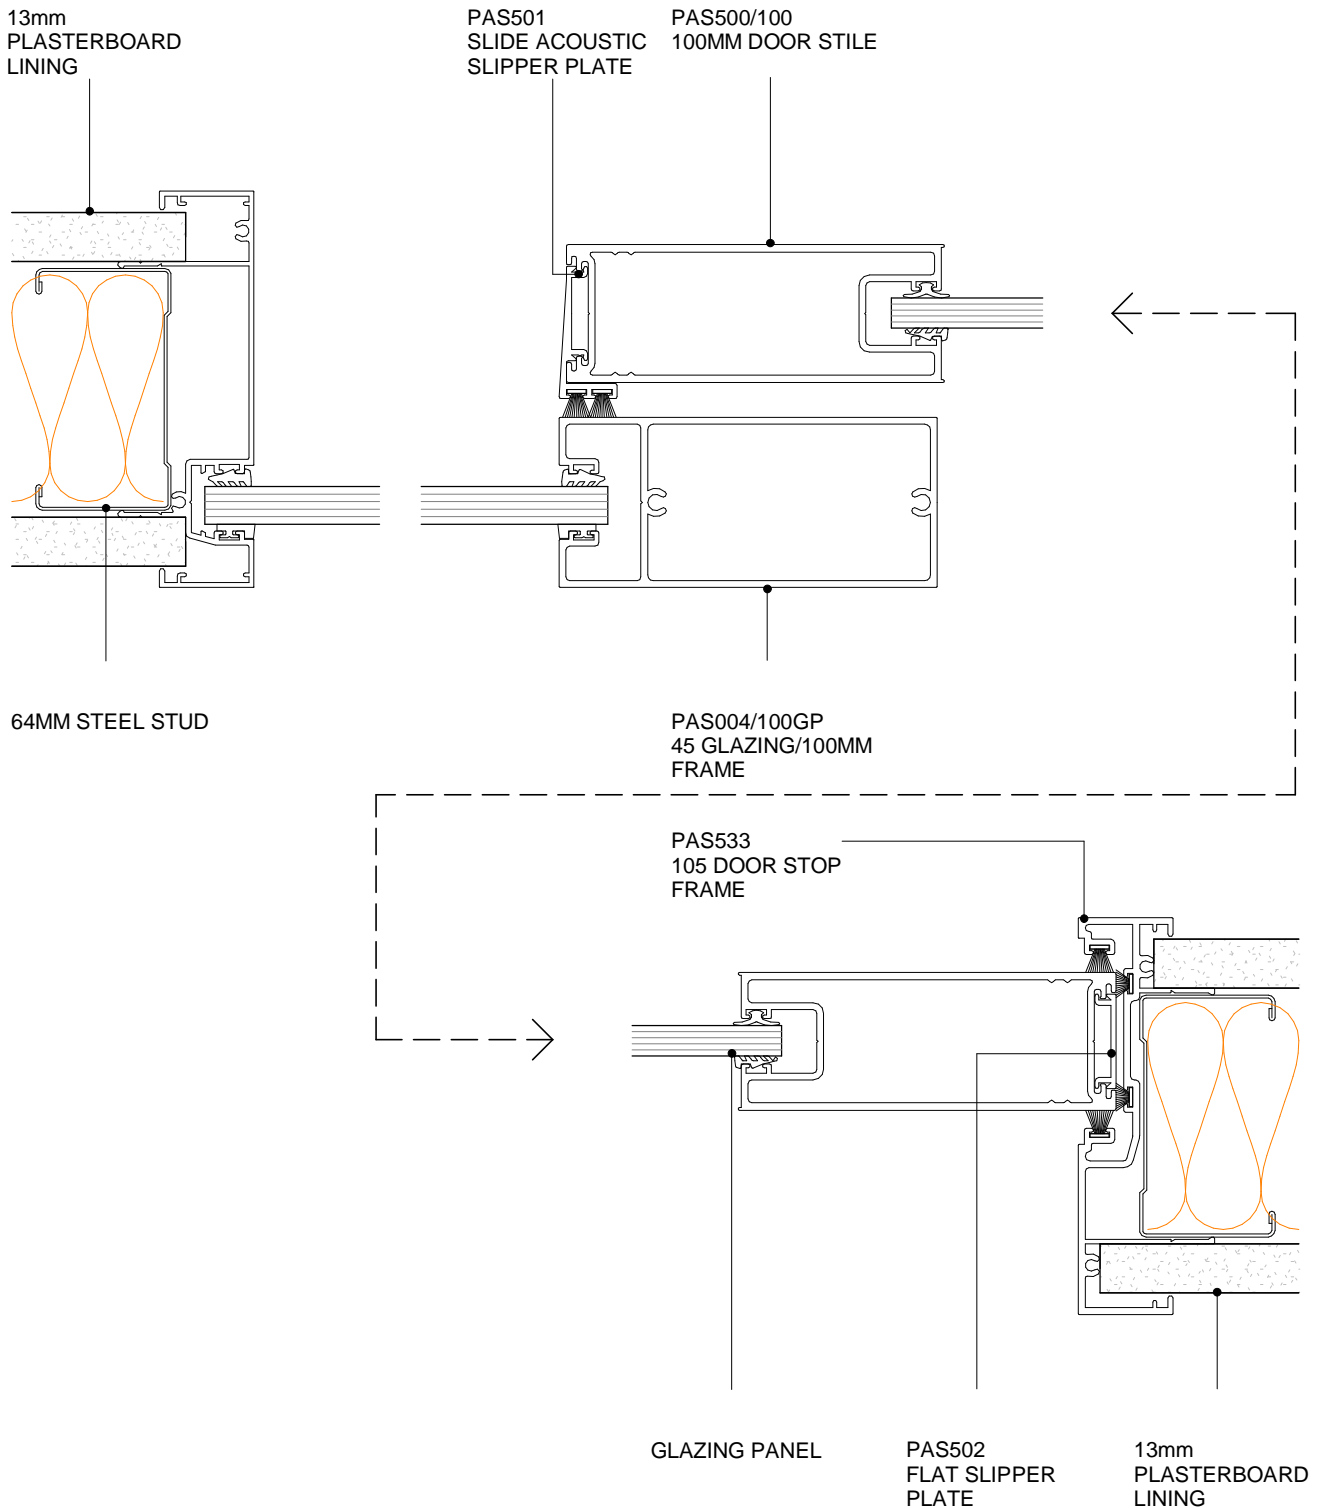 13mm
PLASTERBOARD
LINING
PAS501
SLIDE ACOUSTIC
SLIPPER PLATE
PAS500/100
100MM DOOR STILE
64MM STEEL STUD
PAS004/100GP
45 GLAZING/100MM
FRAME
PAS533
105 DOOR STOP
FRAME
GLAZING PANEL
PAS502
FLAT SLIPPER
PLATE
13mm
PLASTERBOARD
LINING